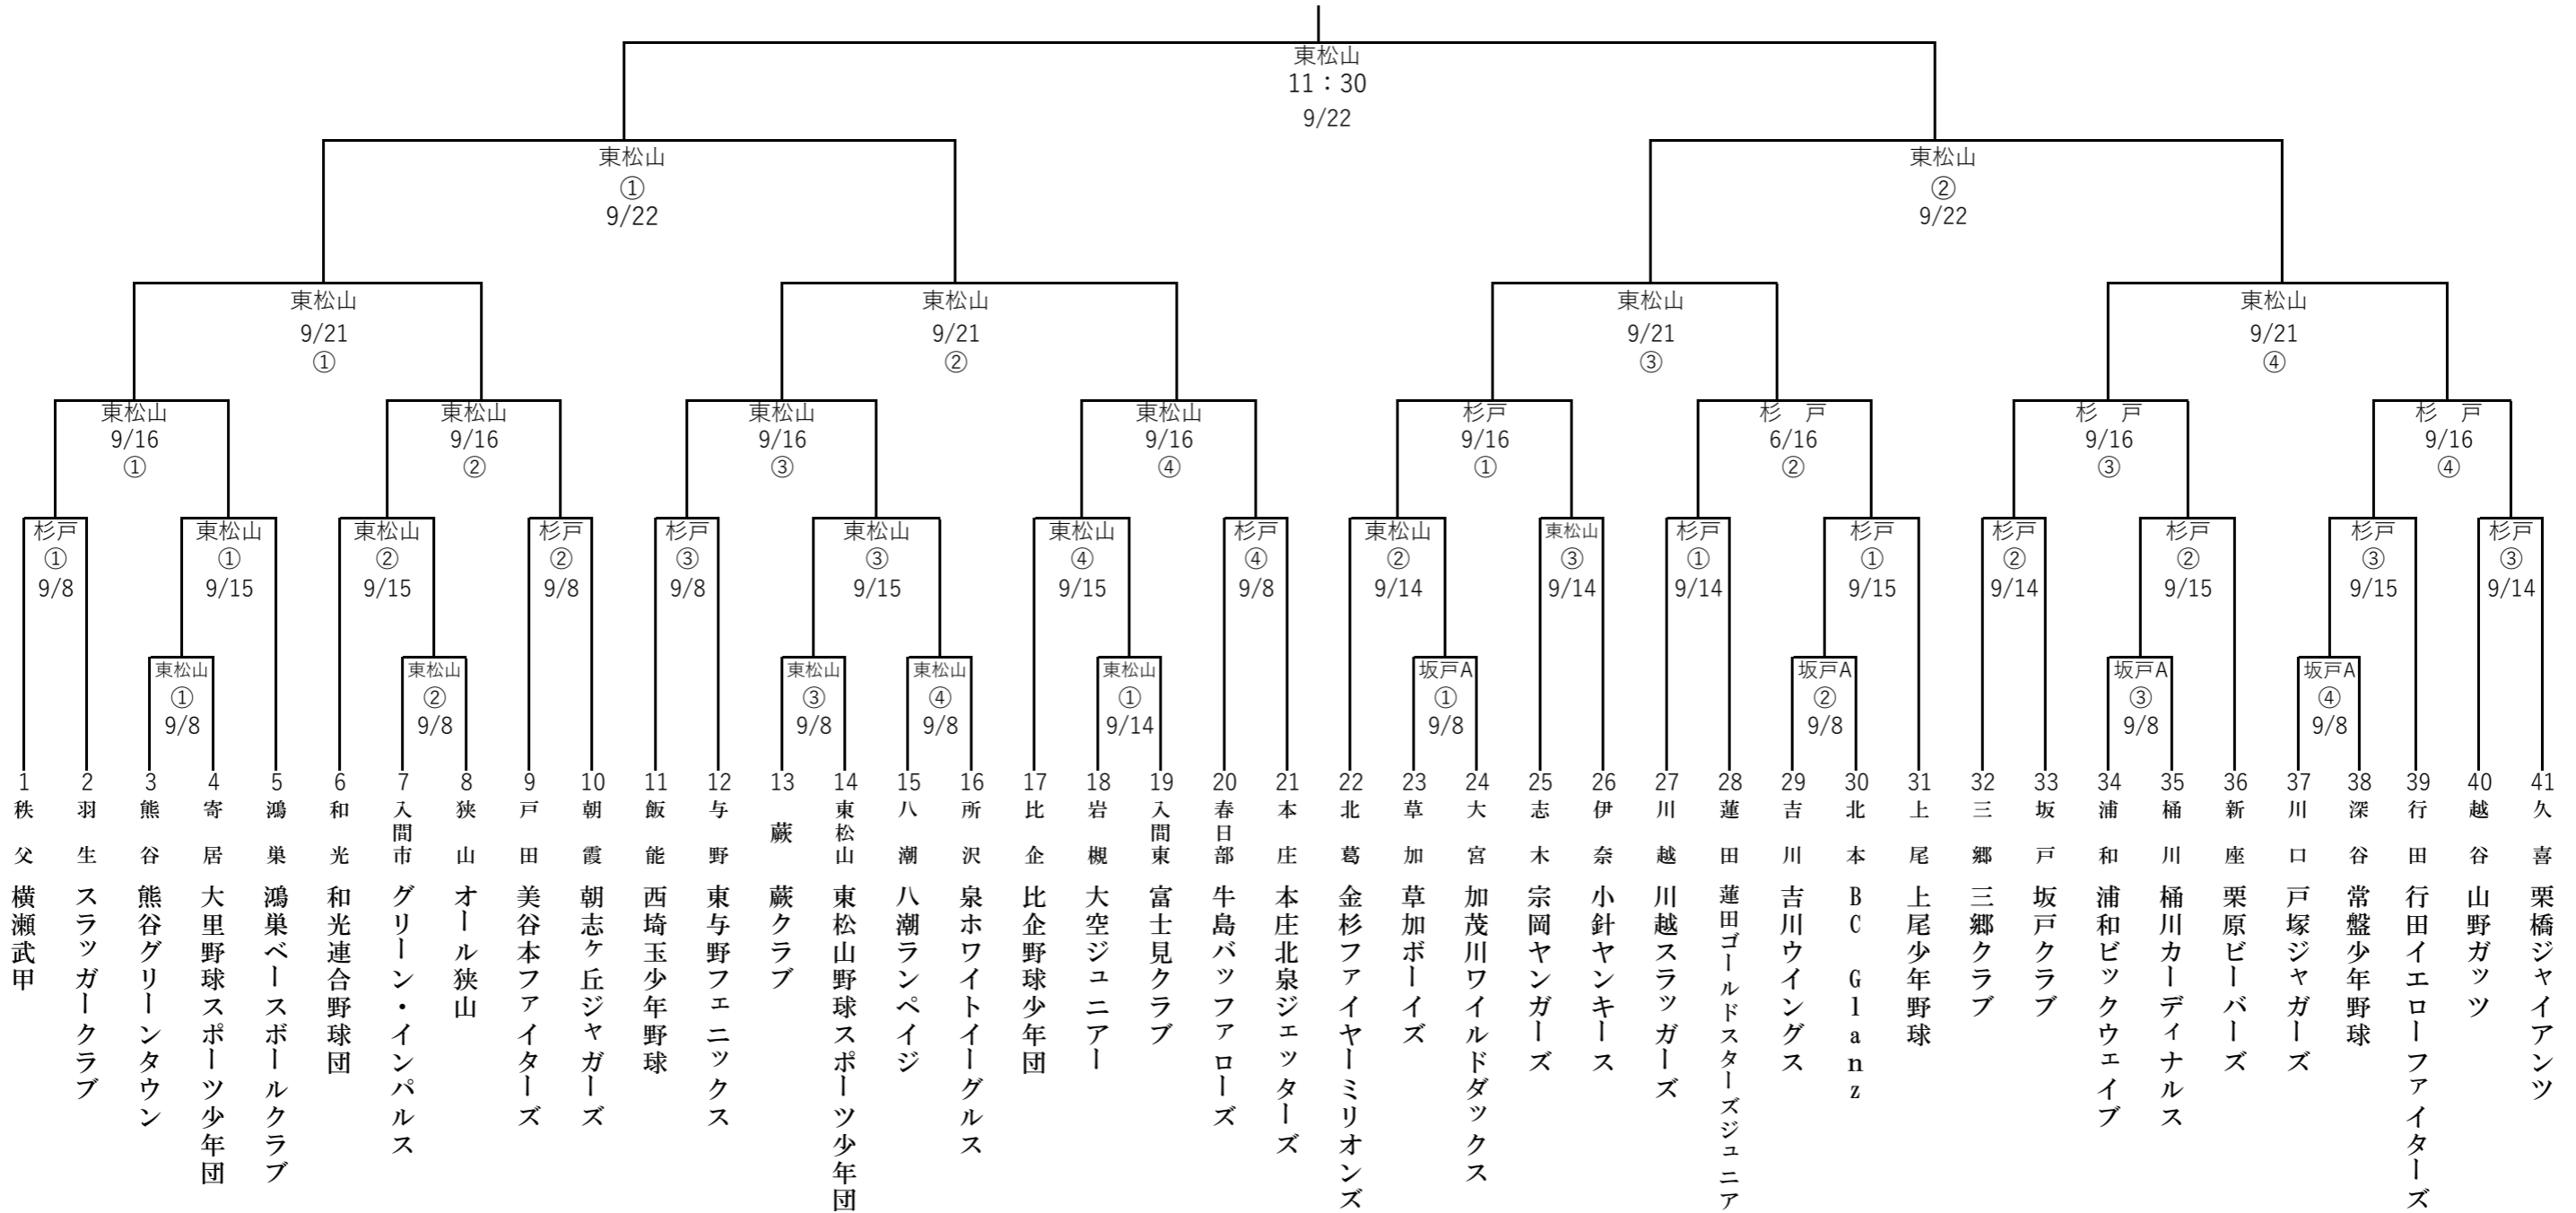 東松山
11：30
9/22
東松山
①
9/22
東松山
②
9/22
東松山
9/21
①
東松山
9/21
②
東松山
9/21
③
東松山
9/21
④
東松山
9/16
①
東松山
9/16
②
東松山
9/16
③
東松山
9/16
④
杉戸
9/16
①
杉　戸
6/16
②
杉　戸
9/16
③
杉　戸
9/16
④
杉戸
①
9/8
東松山
①
9/15
東松山
②
9/15
杉戸
②
9/8
杉戸
③
9/8
東松山
③
9/15
東松山
④
9/15
杉戸
④
9/8
東松山
②
9/14
東松山
③
9/14
杉戸
①
9/14
杉戸
①
9/15
杉戸
②
9/14
杉戸
②
9/15
杉戸
③
9/15
杉戸
③
9/14
東松山
①
9/8
東松山
②
9/8
東松山
③
9/8
東松山
④
9/8
東松山
①
9/14
坂戸A
①
9/8
坂戸A
②
9/8
坂戸A
③
9/8
坂戸A
④
9/8
1
秩父
横瀬武甲
2
羽生
スラッガークラブ
3
熊谷
熊谷グリーンタウン
4
寄居
大里野球スポーツ少年団
5
鴻巣
鴻巣ベースボールクラブ
6
和光
和光連合野球団
7
入間市
グリーン・インパルス
8
狭山
オール狭山
9
戸田
美谷本ファイターズ
10
朝霞
朝志ケ丘ジャガーズ
11
飯能
西埼玉少年野球
12
与野
東与野フェニックス
13
蕨
蕨クラブ
14
東松山
東松山野球スポーツ少年団
15
八潮
八潮ランペイジ
16
所沢
泉ホワイトイーグルス
17
比企
比企野球少年団
18
岩槻
大空ジュニアー
19
入間東
富士見クラブ
20
春日部
牛島バッファローズ
21
本庄
本庄北泉ジェッターズ
22
北葛
金杉ファイヤーミリオンズ
23
草加
草加ボーイズ
24
大宮
加茂川ワイルドダックス
25
志木
宗岡ヤンガーズ
26
伊奈
小針ヤンキース
27
川越
川越スラッガーズ
28
蓮田
蓮田ゴールドスターズジュニア
29
吉川
吉川ウイングス
30
北本
BC Glanz
31
上尾
上尾少年野球
32
三郷
三郷クラブ
33
坂戸
坂戸クラブ
34
浦和
浦和ビックウェイブ
35
桶川
桶川カーディナルス
36
新座
栗原ビーバーズ
37
川口
戸塚ジャガーズ
38
深谷
常盤少年野球
39
行田
行田イエローファイターズ
40
越谷
山野ガッツ
41
久喜
栗橋ジャイアンツ